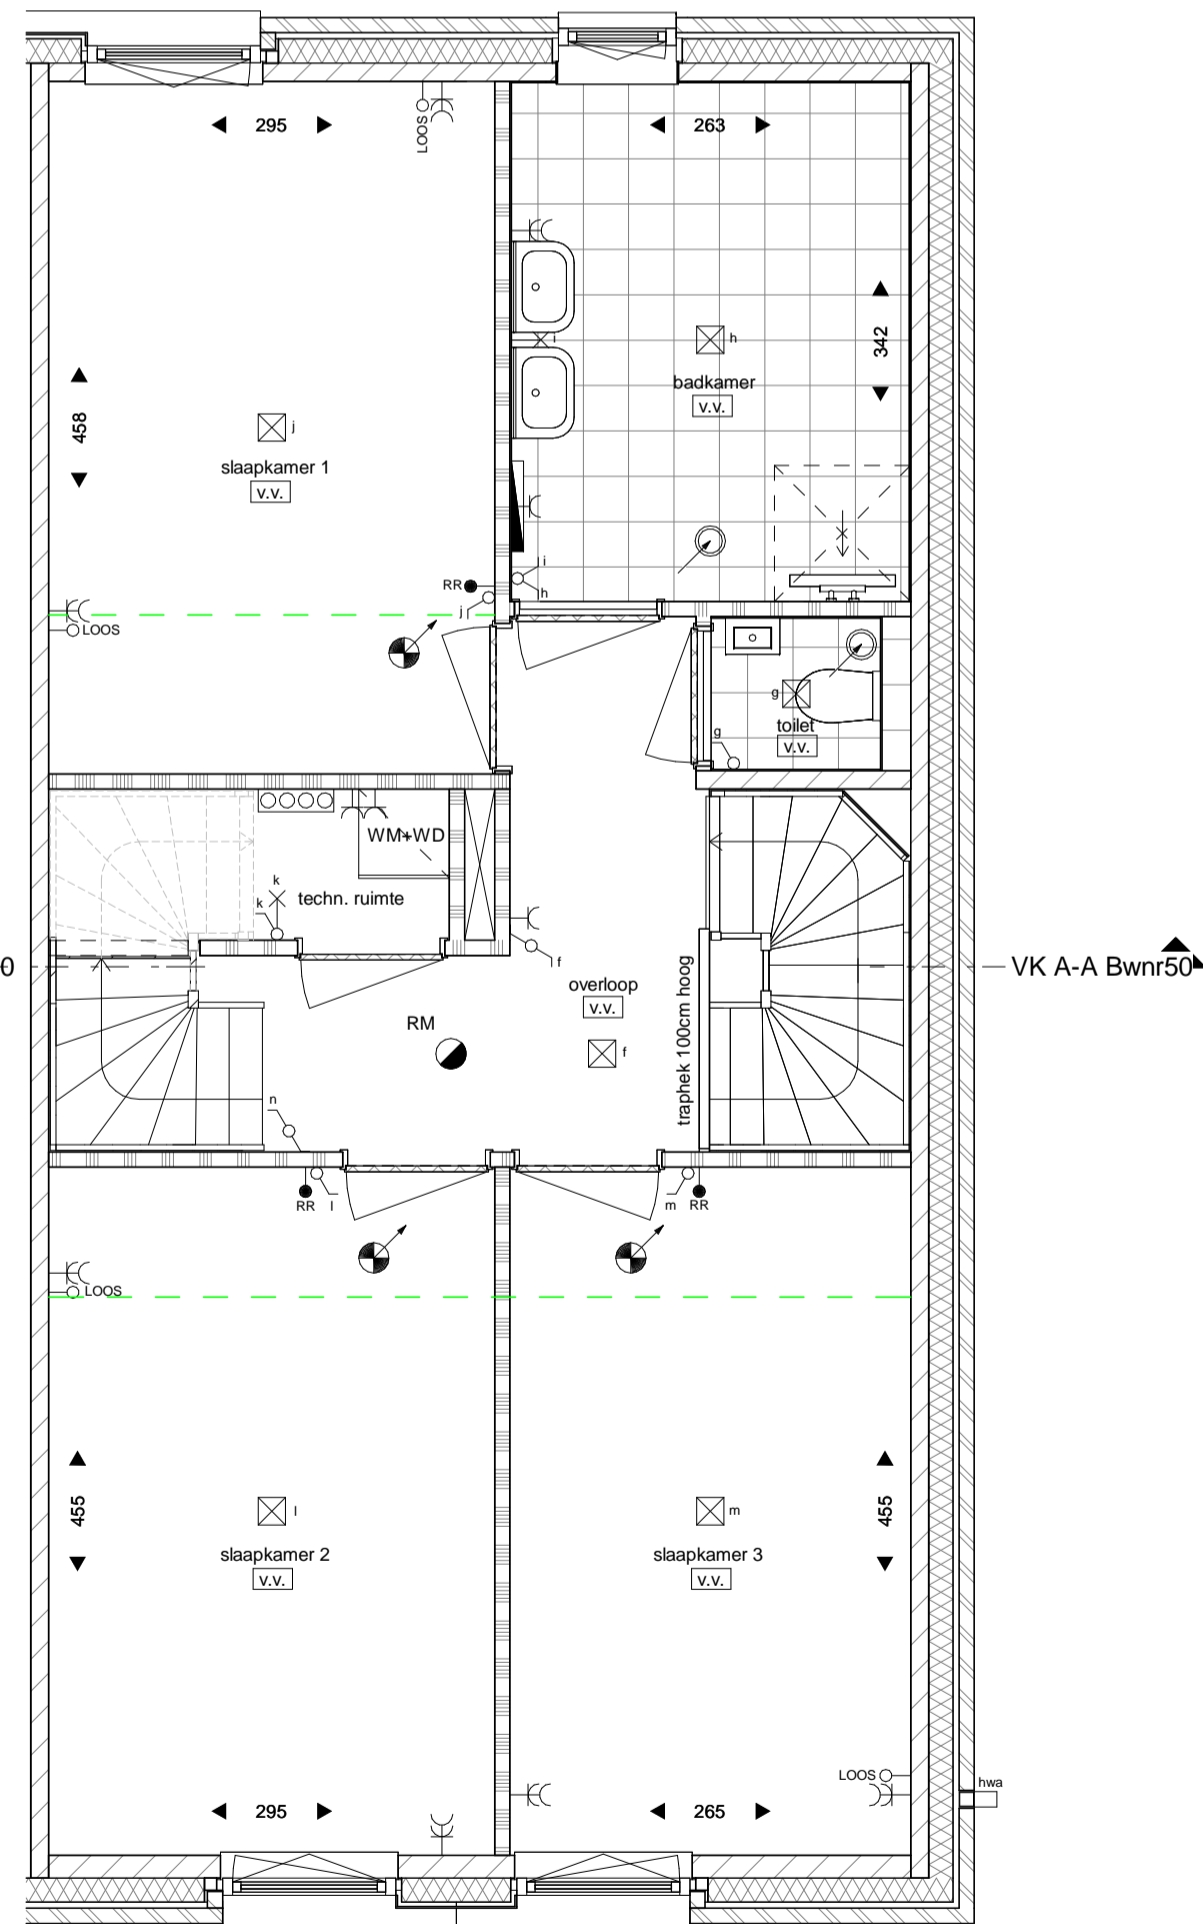 LOOS
295
263
342
i
h
badkamer
v.v.
458
j
slaapkamer 1
v.v.
RR
j
i
h
LOOS
g
toilet
v.v.
g
WM+WD
k
k
techn. ruimte
f
overloop
v.v.
f
traphek 100cm hoog
0
VK A-A Bwnr50
RM
n
RR
l
m
RR
LOOS
455
l
slaapkamer 2
v.v.
m
slaapkamer 3
v.v.
455
LOOS
hwa
295
265